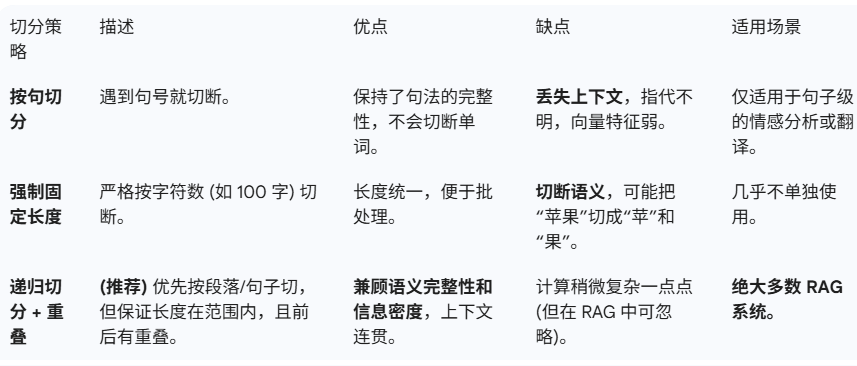 切分策略 描述 优点 缺点 适用场景
按句切分 遇到句号就切断。 保持了句法的完整性，不会切断单词。 丢失上下文，指代不明，向量特征弱。 仅适用于句子级的情感分析或翻译。
强制固定长度 严格按字符数 (如 100 字) 切断。 长度统一，便于批处理。 切断语义，可能把“苹果”切成“苹”和“果”。 几乎不单独使用。
递归切分 + 重叠 (推荐) 优先按段落/句子切，但保证长度在范围内，且前后有重叠。 兼顾语义完整性和信息密度，上下文连贯。 计算稍微复杂一点点 (但在 RAG 中可忽略)。 绝大多数 RAG 系统。